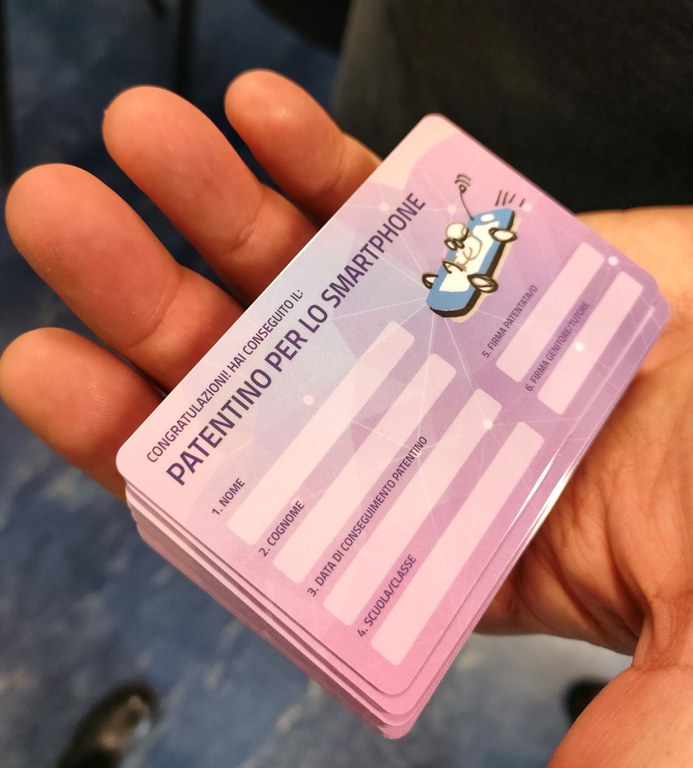 CONGRATULAZIONI! HAI CONSEGUITO IL:
PATENTINO PER LO SMARTPHONE
1. NOME
2. COGNOME
3. DATA DI CONSEGUIMENTO PATENTINO
4. SCUOLA/CLASSE
5. FIRMA PATENTATA/O
6. FIRMA GENITORE/TUTORE